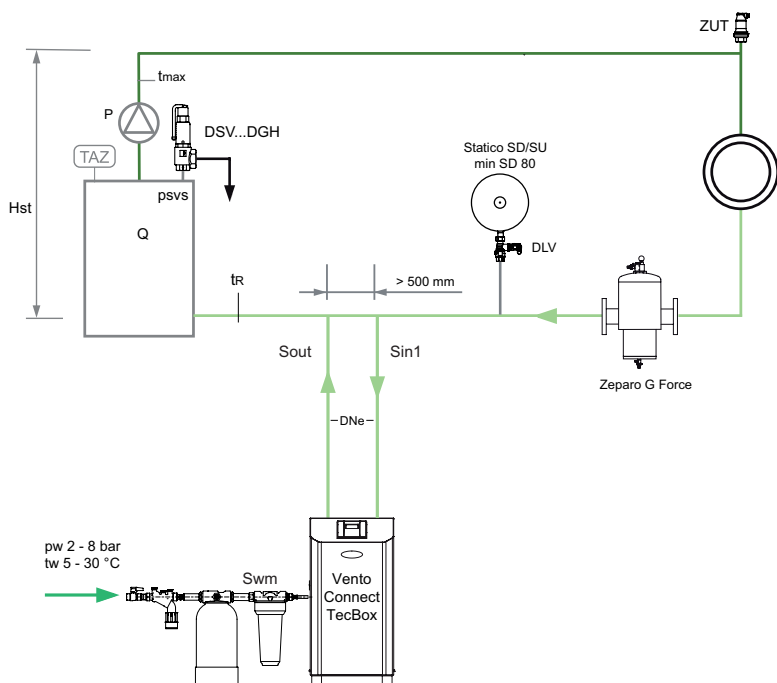 ZUT
tmax
P
DSV...DGH
TAZ
Statico SD/SU
min SD 80
psvs
Hst
Q
DLV
tR
> 500 mm
Sout
Sin1
Zeparo G Force
DNe
pw 2 - 8 bar
tw 5 - 30 °C
Swm
Vento
Connect
TecBox